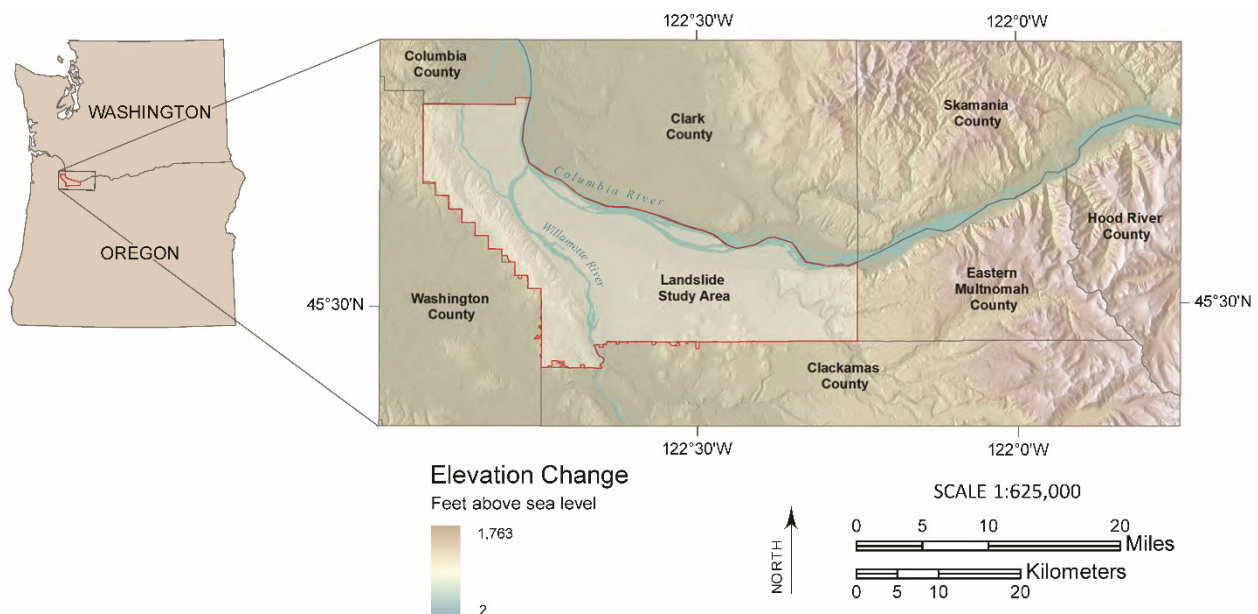 122°30'W
122°0'W
WASHINGTON
OREGON
Columbia
County
Clark
County
Skamania
County
Columbia River
Hood River
County
Willamette River
Landslide
Study Area
Eastern
Multnomah
County
45°30'N
Washington
County
45°30'N
Clackamas
County
122°30'W
122°0'W
Elevation Change
Feet above sea level
1,763
2
NORTH
SCALE 1:625,000
0 5 10 20
Miles
Kilometers
0 5 10 20